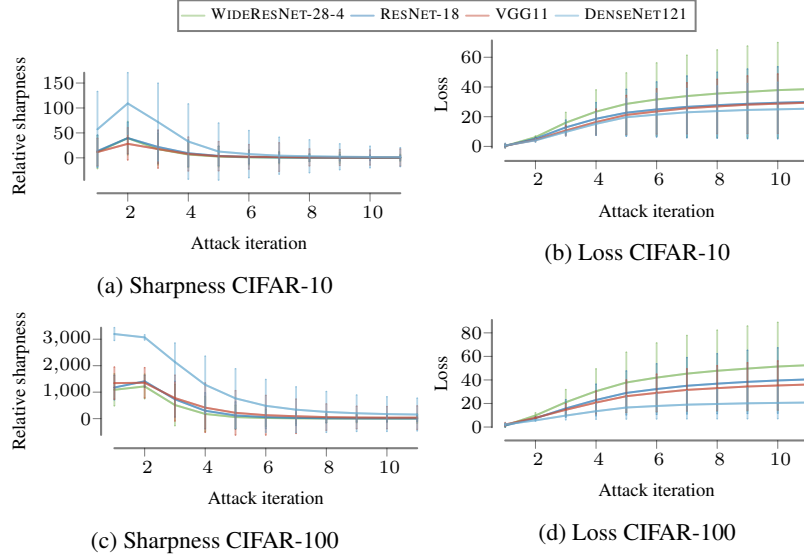 WIDERESNET-28-4 RESNET-18 VGG11 DENSENET121
Relative sharpness
150
100
50
0
2 4 6 8 10
Attack iteration
(a) Sharpness CIFAR-10
Loss
60
40
20
0
2 4 6 8 10
Attack iteration
(b) Loss CIFAR-10
Relative sharpness
3,000
2,000
1,000
0
2 4 6 8 10
Attack iteration
(c) Sharpness CIFAR-100
Loss
80
60
40
20
0
2 4 6 8 10
Attack iteration
(d) Loss CIFAR-100